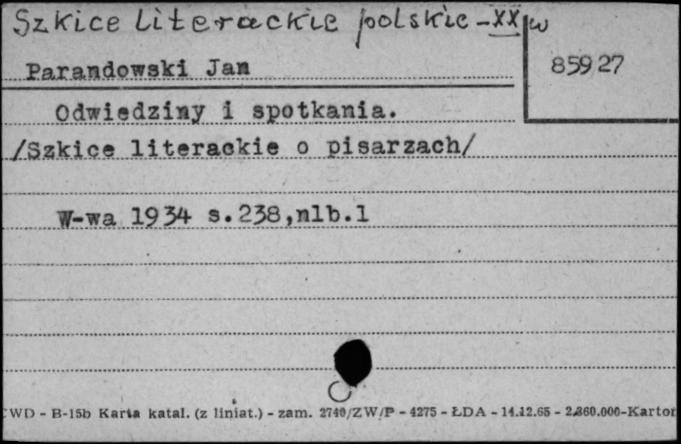 Szkice literackie polskie - XX w
Parandowski Jan
85927
Odwiedziny i spotkania.
/Szkice literackie o pisarzach/
W-wa 1934 s.238,nlb.1
CWD - B-15b Karta katal. (z liniat.) - zam. 2740/ZW/P - 4275 - ŁDA - 14.12.65 - 2.860.000-Karton